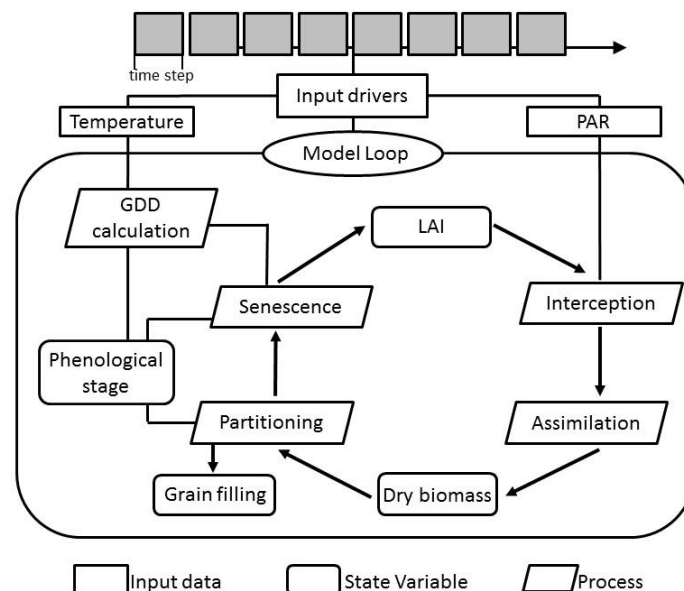 time step
Input drivers
Temperature
PAR
Model Loop
GDD
calculation
LAI
Senescence
Interception
Phenological
stage
Partitioning
Assimilation
Grain filling
Dry biomass
Input data
State Variable
Process